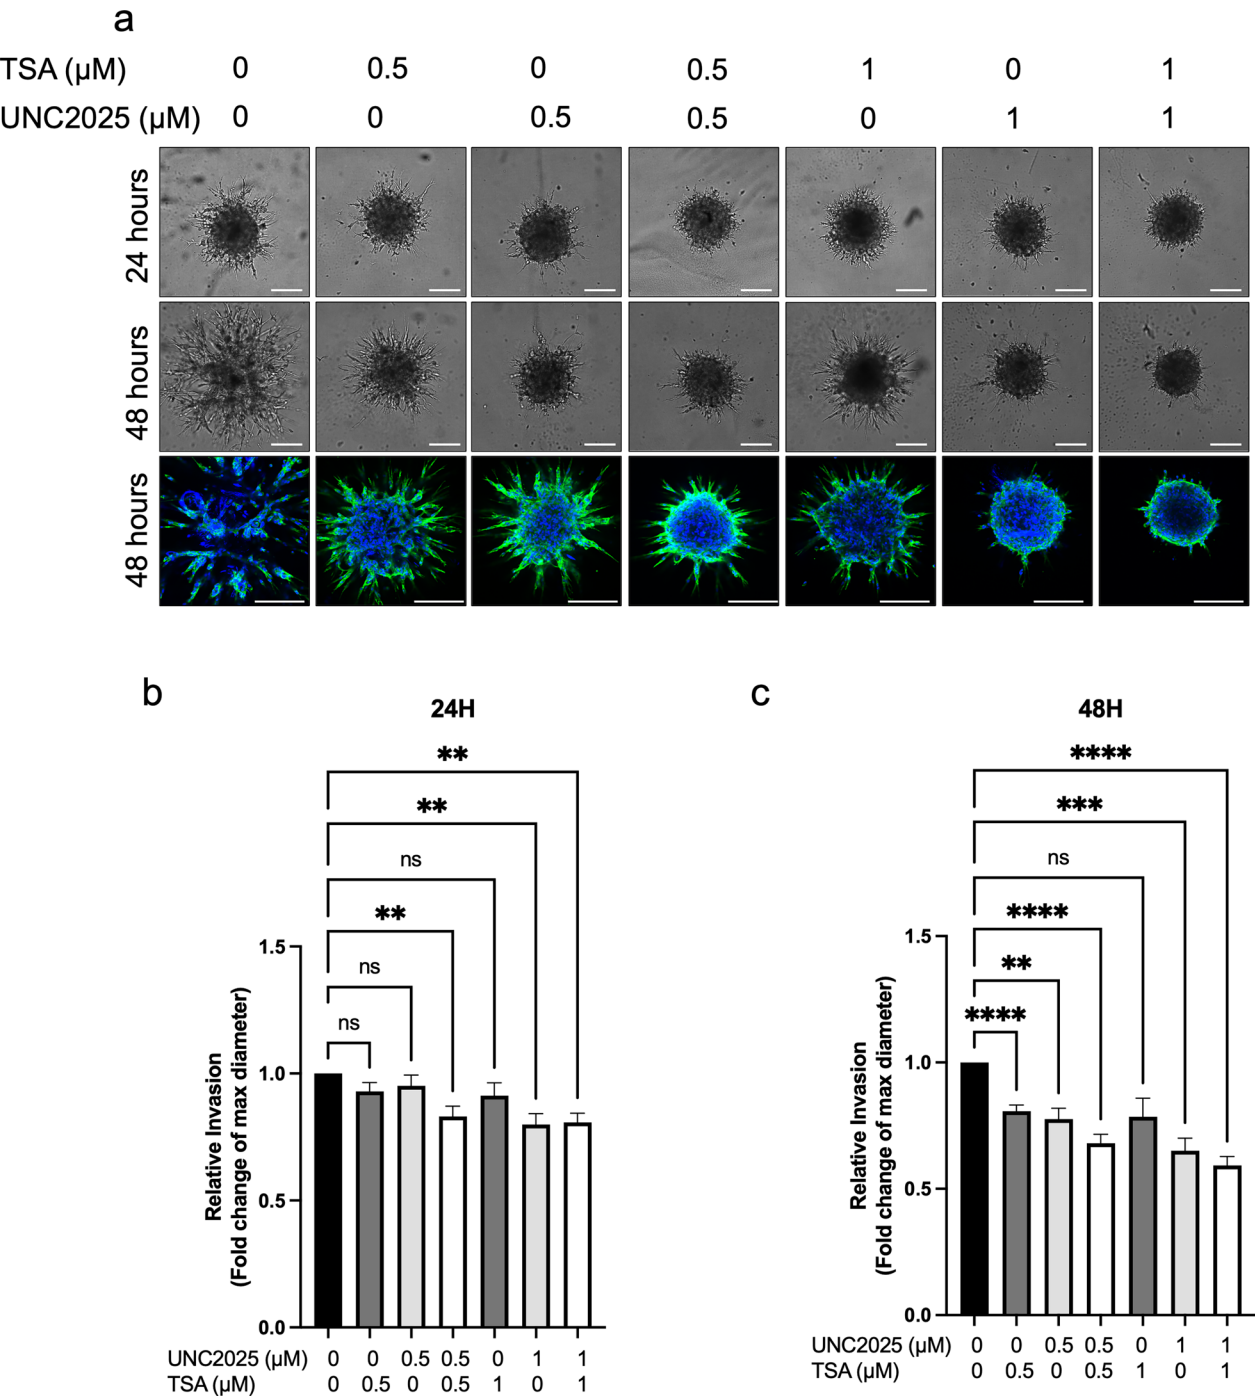 a
TSA (µM) 0 0.5 0 0.5 1 0 1
UNC2025 (µM) 0 0 0.5 0.5 0 1 1
24 hours
48 hours
48 hours
b
24H
**
**
ns
**
ns
ns
1.5
1.0
0.5
0.0
Relative Invasion
(Fold change of max diameter)
UNC2025 (µM) 0 0 0.5 0.5 0 1 1
TSA (µM) 0 0.5 0 0.5 1 0 1
c
48H
****
***
ns
****
**
****
1.5
1.0
0.5
0.0
Relative Invasion
(Fold change of max diameter)
UNC2025 (µM) 0 0 0.5 0.5 0 1 1
TSA (µM) 0 0.5 0 0.5 1 0 1